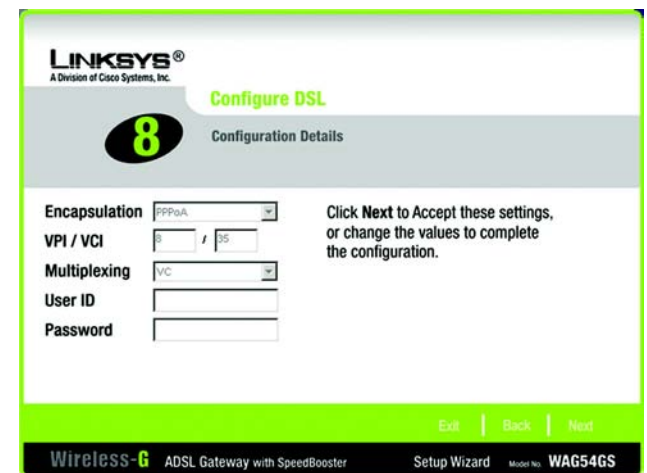 LINKSYS®
A Division of Cisco Systems, Inc.
Configure DSL
8
Configuration Details
Encapsulation PPPoA
VPI / VCI 8 / 35
Multiplexing VC
User ID
Password
Click Next to Accept these settings,
or change the values to complete
the configuration.
Exit | Back | Next
Wireless-G ADSL Gateway with SpeedBooster Setup Wizard Model No. WAG54GS